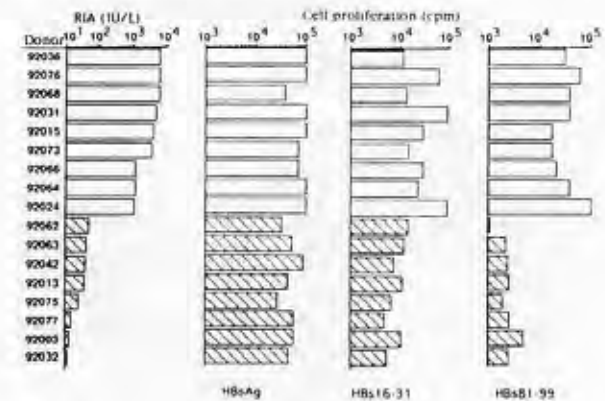 RIA (IU/L)
Cell proliferation (cpm)
Donor
10¹ 10² 10³ 10⁴
10³ 10⁴ 10⁵
10³ 10⁴ 10⁵
10³ 10⁴ 10⁵
92036
92076
92068
92031
92015
92073
92066
92064
92024
92062
92063
92042
92013
92075
92077
92003
92032
HBsAg
HBs16-31
HBs81-99